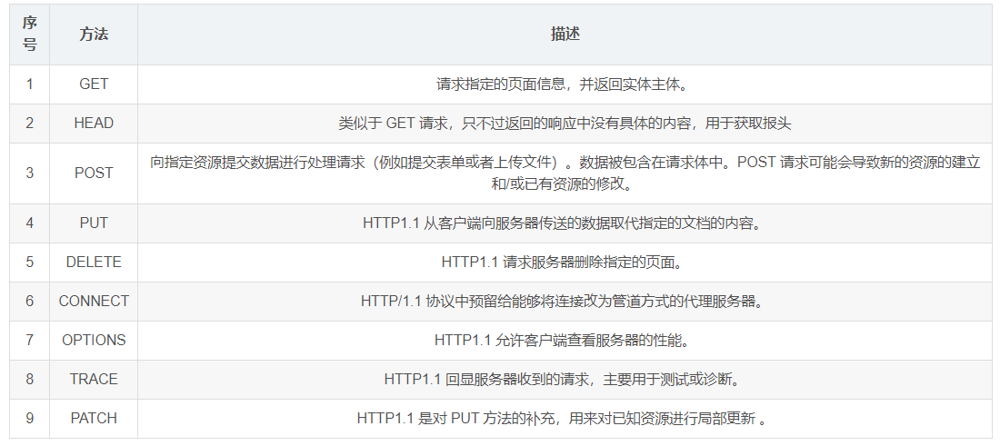 序号 方法 描述
1 GET 请求指定的页面信息，并返回实体主体。
2 HEAD 类似于 GET 请求，只不过返回的响应中没有具体的内容，用于获取报头
3 POST 向指定资源提交数据进行处理请求（例如提交表单或者上传文件）。数据被包含在请求体中。POST 请求可能会导致新的资源的建立
和/或已有资源的修改。
4 PUT HTTP1.1 从客户端向服务器传送的数据取代指定的文档的内容。
5 DELETE HTTP1.1 请求服务器删除指定的页面。
6 CONNECT HTTP/1.1 协议中预留给能够将连接改为管道方式的代理服务器。
7 OPTIONS HTTP1.1 允许客户端查看服务器的性能。
8 TRACE HTTP1.1 回显服务器收到的请求，主要用于测试或诊断。
9 PATCH HTTP1.1 是对 PUT 方法的补充，用来对已知资源进行局部更新 。